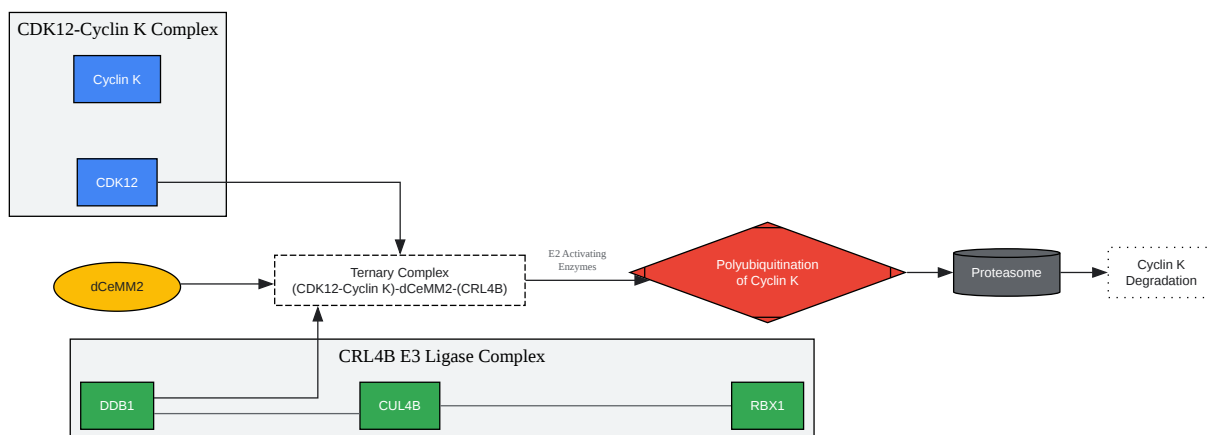 CDK12-Cyclin K Complex
Cyclin K
CDK12
dCeMM2
Ternary Complex
(CDK12-Cyclin K)-dCeMM2-(CRL4B)
E2 Activating
Enzymes
Polyubiquitination
of Cyclin K
Proteasome
Cyclin K
Degradation
CRL4B E3 Ligase Complex
DDB1
CUL4B
RBX1